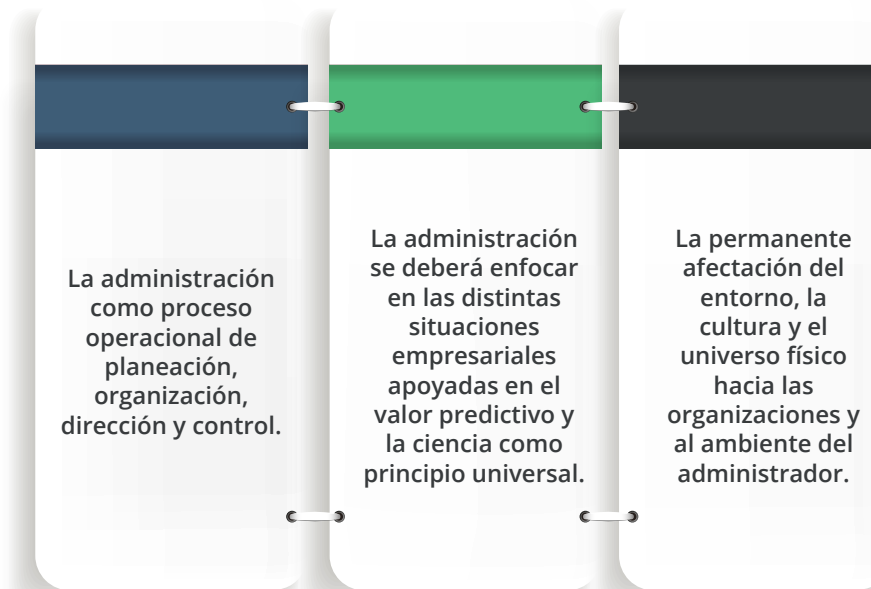 La administración
como proceso
operacional de
planeación,
organización,
dirección y control.
La administración
se deberá enfocar
en las distintas
situaciones
empresariales
apoyadas en el
valor predictivo y
la ciencia como
principio universal.
La permanente
afectación del
entorno, la
cultura y el
universo físico
hacia las
organizaciones y
al ambiente del
administrador.